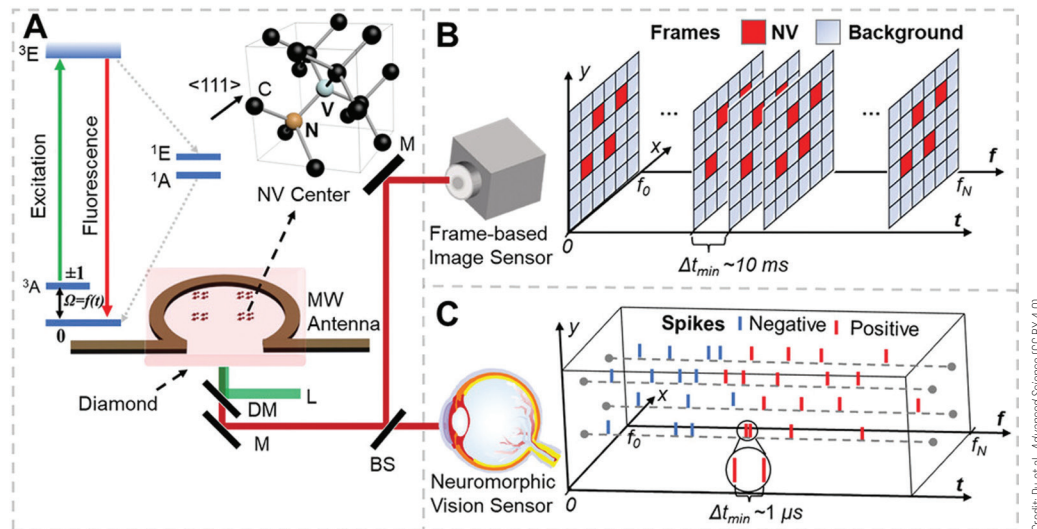 A
³E
<111>
C
V
N
NV Center
Excitation
Fluorescence
¹E
¹A
³A
±1
Ω=f(t)
0
MW
Antenna
Diamond
DM
L
M
M
BS
B
Frames
NV
Background
y
...
...
x
f₀
f_N
f
0
t
Δt_min ~10 ms
Frame-based
Image Sensor
C
Spikes
Negative
Positive
y
x
f₀
f_N
f
0
t
Δt_min ~1 µs
Neuromorphic
Vision Sensor